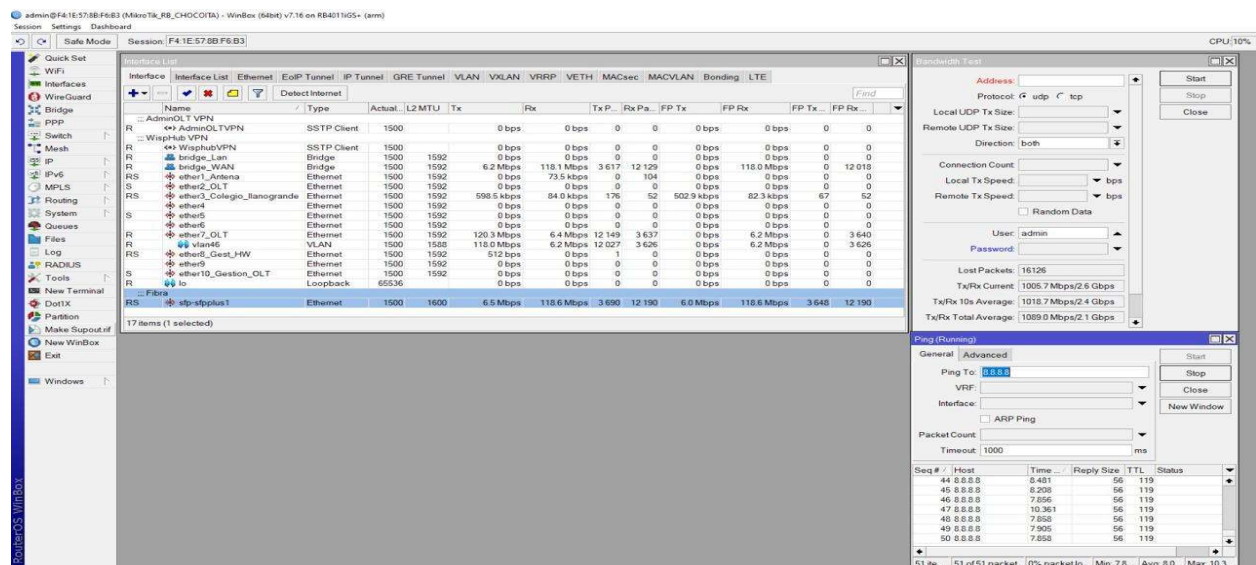 admin@F4:1E:57:8B:F6:B3 (MikroTik_RB_CHOCOITA) - WinBox (64bit) v7.16 on RB4011iGS+ (arm)
Session Settings Dashboard
Safe Mode Session: F4:1E:57:8B:F6:B3 CPU: 10%
Quick Set
WiFi
Interfaces
WireGuard
Bridge
PPP
Switch
Mesh
IP
IPv6
MPLS
Routing
System
Queues
Files
Log
RADIUS
Tools
New Terminal
Dot1X
Partition
Make Supout.rif
New WinBox
Exit
Windows
RouterOS WinBox
Interface List
Interface Interface List Ethernet EoIP Tunnel IP Tunnel GRE Tunnel VLAN VXLAN VRRP VETH MACsec MACVLAN Bonding LTE
Detect Internet Find
Name / Type Actual... L2 MTU Tx Rx Tx P... Rx Pa... FP Tx FP Rx FP Tx ... FP Rx ...
::: AdminOLT VPN
R AdminOLTVPN SSTP Client 1500 0 bps 0 bps 0 0 0 bps 0 bps 0 0
::: WispHub VPN
R WisphubVPN SSTP Client 1500 0 bps 0 bps 0 0 0 bps 0 bps 0 0
R bridge_Lan Bridge 1500 1592 0 bps 0 bps 0 0 0 bps 0 bps 0 0
R bridge_WAN Bridge 1500 1592 6.2 Mbps 118.1 Mbps 3 617 12 129 0 bps 118.0 Mbps 0 12 018
RS ether1_Antena Ethernet 1500 1592 0 bps 73.5 kbps 0 104 0 bps 0 bps 0 0
S ether2_OLT Ethernet 1500 1592 0 bps 0 bps 0 0 0 bps 0 bps 0 0
RS ether3_Colegio_llanogrande Ethernet 1500 1592 598.5 kbps 84.0 kbps 176 52 502.9 kbps 82.3 kbps 67 52
ether4 Ethernet 1500 1592 0 bps 0 bps 0 0 0 bps 0 bps 0 0
S ether5 Ethernet 1500 1592 0 bps 0 bps 0 0 0 bps 0 bps 0 0
ether6 Ethernet 1500 1592 0 bps 0 bps 0 0 0 bps 0 bps 0 0
R ether7_OLT Ethernet 1500 1592 120.3 Mbps 6.4 Mbps 12 149 3 637 0 bps 6.2 Mbps 0 3 640
R vlan46 VLAN 1500 1588 118.0 Mbps 6.2 Mbps 12 027 3 626 0 bps 6.2 Mbps 0 3 626
RS ether8_Gest_HW Ethernet 1500 1592 512 bps 0 bps 1 0 0 bps 0 bps 0 0
ether9 Ethernet 1500 1592 0 bps 0 bps 0 0 0 bps 0 bps 0 0
S ether10_Gestion_OLT Ethernet 1500 1592 0 bps 0 bps 0 0 0 bps 0 bps 0 0
R lo Loopback 65536 0 bps 0 bps 0 0 0 bps 0 bps 0 0
::: Fibra
RS sfp-sfpplus1 Ethernet 1500 1600 6.5 Mbps 118.6 Mbps 3 690 12 190 6.0 Mbps 118.6 Mbps 3 648 12 190
17 items (1 selected)
Bandwidth Test
Address: Start
Protocol: udp tcp Stop
Local UDP Tx Size: Close
Remote UDP Tx Size:
Direction: both
Connection Count:
Local Tx Speed: bps
Remote Tx Speed: bps
Random Data
User: admin
Password:
Lost Packets: 16126
Tx/Rx Current: 1005.7 Mbps/2.6 Gbps
Tx/Rx 10s Average: 1018.7 Mbps/2.4 Gbps
Tx/Rx Total Average: 1089.0 Mbps/2.1 Gbps
Ping (Running)
General Advanced Start
Ping To: 8.8.8.8 Stop
VRF: Close
Interface: New Window
ARP Ping
Packet Count:
Timeout: 1000 ms
Seq # / Host Time ... / Reply Size TTL Status
44 8.8.8.8 8.481 56 119
45 8.8.8.8 8.208 56 119
46 8.8.8.8 7.856 56 119
47 8.8.8.8 10.361 56 119
48 8.8.8.8 7.858 56 119
49 8.8.8.8 7.905 56 119
50 8.8.8.8 7.858 56 119
51 ite... 51 of 51 packet... 0% packet lo... Min: 7.8... Avg: 8.0... Max: 10.3...